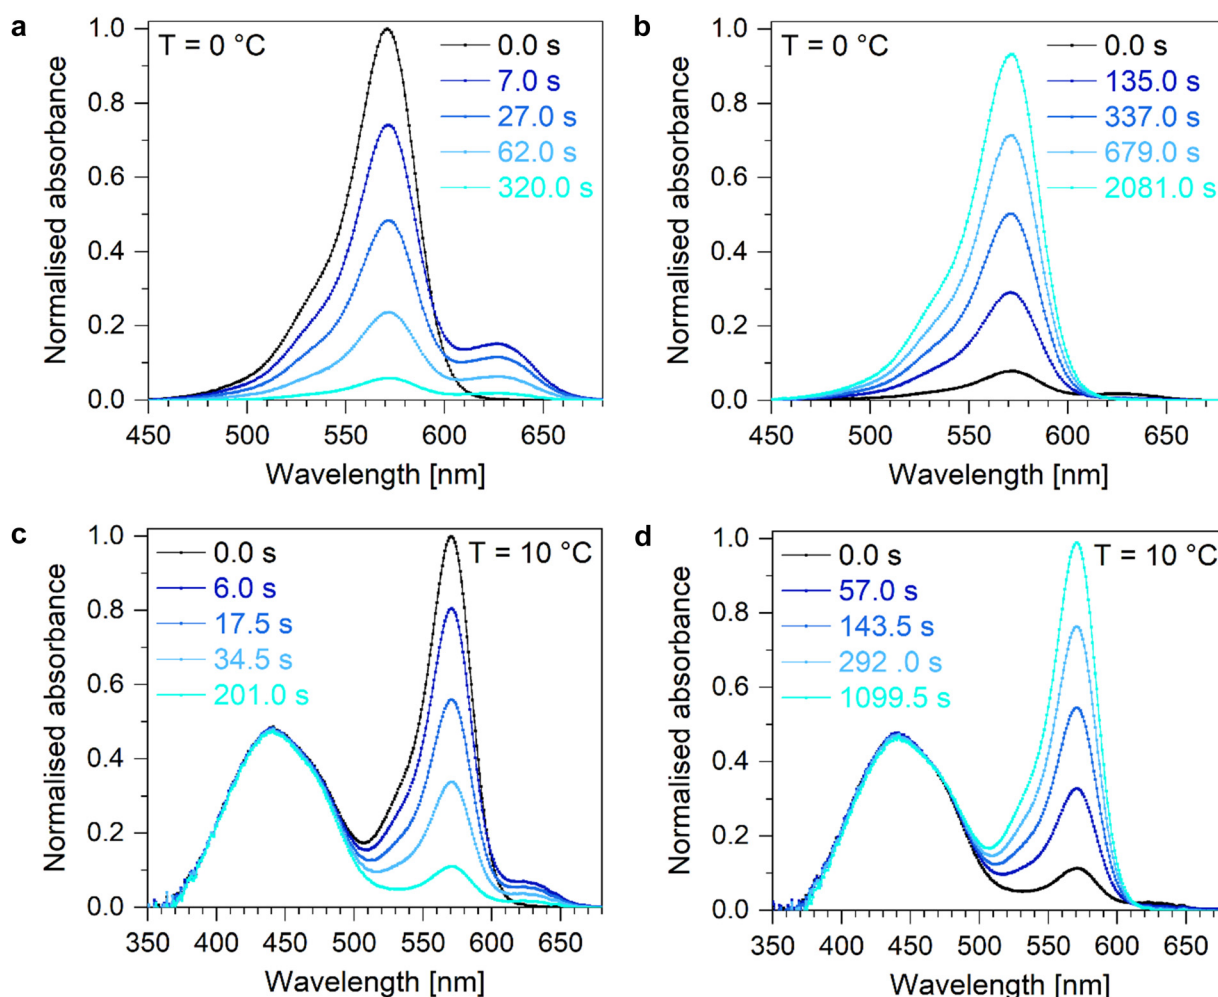 a
T = 0 °C
0.0 s
7.0 s
27.0 s
62.0 s
320.0 s
1.0
0.8
0.6
0.4
0.2
0.0
Normalised absorbance
450 500 550 600 650
Wavelength [nm]
b
T = 0 °C
0.0 s
135.0 s
337.0 s
679.0 s
2081.0 s
1.0
0.8
0.6
0.4
0.2
0.0
Normalised absorbance
450 500 550 600 650
Wavelength [nm]
c
T = 10 °C
0.0 s
6.0 s
17.5 s
34.5 s
201.0 s
1.0
0.8
0.6
0.4
0.2
0.0
Normalised absorbance
350 400 450 500 550 600 650
Wavelength [nm]
d
T = 10 °C
0.0 s
57.0 s
143.5 s
292 .0 s
1099.5 s
1.0
0.8
0.6
0.4
0.2
0.0
Normalised absorbance
350 400 450 500 550 600 650
Wavelength [nm]